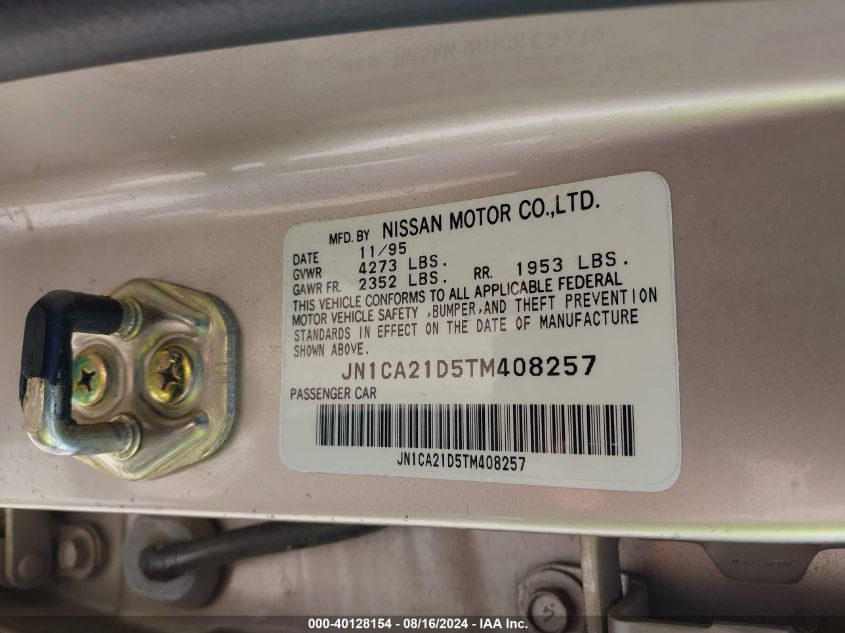 MFD. BY NISSAN MOTOR CO.,LTD.
DATE 11/95
GVWR 4273 LBS.
GAWR FR. 2352 LBS. RR. 1953 LBS.
THIS VEHICLE CONFORMS TO ALL APPLICABLE FEDERAL
MOTOR VEHICLE SAFETY ,BUMPER,AND THEFT PREVENTION
STANDARDS IN EFFECT ON THE DATE OF MANUFACTURE
SHOWN ABOVE.
JN1CA21D5TM408257
PASSENGER CAR
JN1CA21D5TM408257
000-40128154 - 08/16/2024 - IAA Inc.